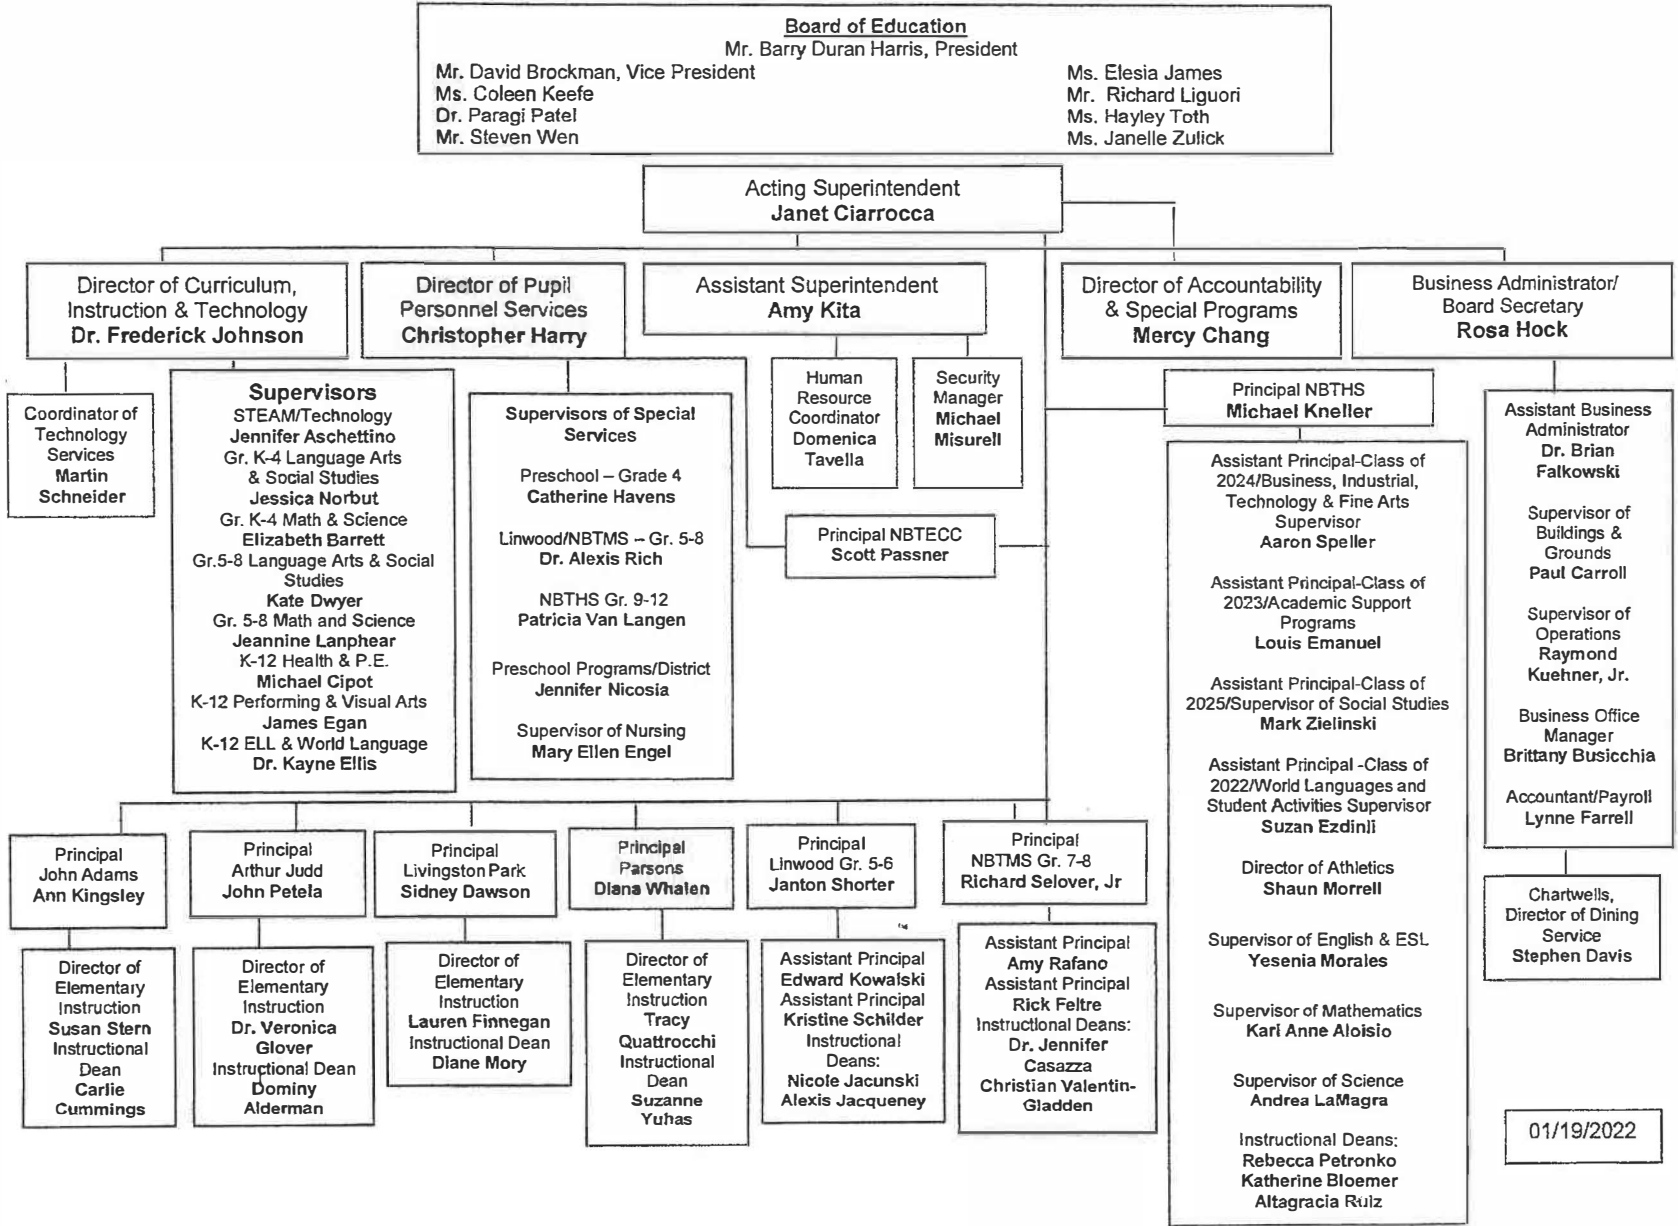 Board of Education
Mr. Barry Duran Harris, President
Mr. David Brockman, Vice President
Ms. Coleen Keefe
Dr. Paragi Patel
Mr. Steven Wen
Ms. Elesia James
Mr. Richard Liguori
Ms. Hayley Toth
Ms. Janelle Zulick
Acting Superintendent
Janet Ciarrocca
Director of Curriculum,
Instruction & Technology
Dr. Frederick Johnson
Director of Pupil
Personnel Services
Christopher Harry
Assistant Superintendent
Amy Kita
Director of Accountability
& Special Programs
Mercy Chang
Business Administrator/
Board Secretary
Rosa Hock
Coordinator of
Technology
Services
Martin
Schneider
Supervisors
STEAM/Technology
Jennifer Aschettino
Gr. K-4 Language Arts
& Social Studies
Jessica Norbut
Gr. K-4 Math & Science
Elizabeth Barrett
Gr.5-8 Language Arts & Social
Studies
Kate Dwyer
Gr. 5-8 Math and Science
Jeannine Lanphear
K-12 Health & P.E.
Michael Cipot
K-12 Performing & Visual Arts
James Egan
K-12 ELL & World Language
Dr. Kayne Ellis
Supervisors of Special
Services
Preschool – Grade 4
Catherine Havens
Linwood/NBTMS – Gr. 5-8
Dr. Alexis Rich
NBTHS Gr. 9-12
Patricia Van Langen
Preschool Programs/District
Jennifer Nicosia
Supervisor of Nursing
Mary Ellen Engel
Human
Resource
Coordinator
Domenica
Tavella
Security
Manager
Michael
Misurell
Principal NBTECC
Scott Passner
Principal NBTHS
Michael Kneller
Assistant Principal-Class of
2024/Business, Industrial,
Technology & Fine Arts
Supervisor
Aaron Speller
Assistant Principal-Class of
2023/Academic Support
Programs
Louis Emanuel
Assistant Principal-Class of
2025/Supervisor of Social Studies
Mark Zielinski
Assistant Principal -Class of
2022/World Languages and
Student Activities Supervisor
Suzan Ezdinli
Director of Athletics
Shaun Morrell
Supervisor of English & ESL
Yesenia Morales
Supervisor of Mathematics
Kari Anne Aloisio
Supervisor of Science
Andrea LaMagra
Instructional Deans:
Rebecca Petronko
Katherine Bloemer
Altagracia Ruiz
Assistant Business
Administrator
Dr. Brian
Falkowski
Supervisor of
Buildings &
Grounds
Paul Carroll
Supervisor of
Operations
Raymond
Kuehner, Jr.
Business Office
Manager
Brittany Busicchia
Accountant/Payroll
Lynne Farrell
Chartwells,
Director of Dining
Service
Stephen Davis
Principal
John Adams
Ann Kingsley
Principal
Arthur Judd
John Petela
Principal
Livingston Park
Sidney Dawson
Principal
Parsons
Diana Whalen
Principal
Linwood Gr. 5-6
Janton Shorter
Principal
NBTMS Gr. 7-8
Richard Selover, Jr
Director of
Elementary
Instruction
Susan Stern
Instructional
Dean
Carlie
Cummings
Director of
Elementary
Instruction
Dr. Veronica
Glover
Instructional Dean
Dominy
Alderman
Director of
Elementary
Instruction
Lauren Finnegan
Instructional Dean
Diane Mory
Director of
Elementary
Instruction
Tracy
Quattrocchi
Instructional
Dean
Suzanne
Yuhas
Assistant Principal
Edward Kowalski
Assistant Principal
Kristine Schilder
Instructional
Deans:
Nicole Jacunski
Alexis Jacqueney
Assistant Principal
Amy Rafano
Assistant Principal
Rick Feltre
Instructional Deans:
Dr. Jennifer
Casazza
Christian Valentin-
Gladden
01/19/2022